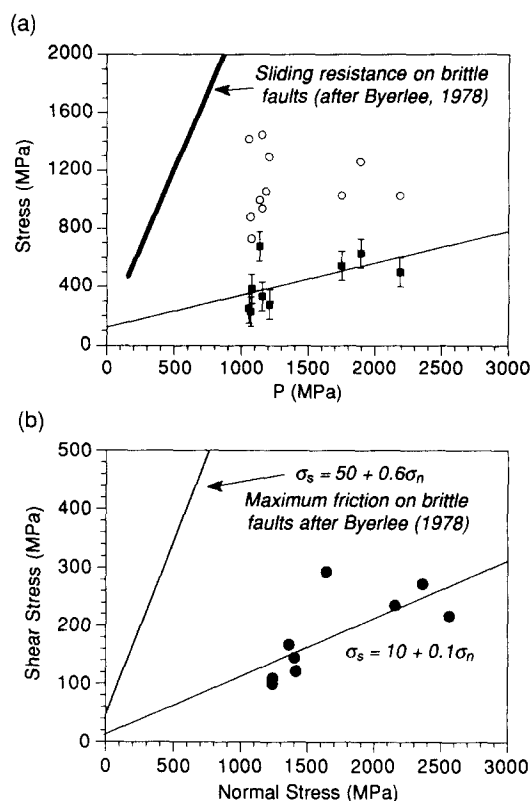 (a)
2000
1600
1200
800
400
0
Stress (MPa)
Sliding resistance on brittle
faults (after Byerlee, 1978)
0 500 1000 1500 2000 2500 3000
P (MPa)
(b)
500
400
300
200
100
0
Shear Stress (MPa)
σs = 50 + 0.6σn
Maximum friction on brittle
faults after Byerlee (1978)
σs = 10 + 0.1σn
0 500 1000 1500 2000 2500 3000
Normal Stress (MPa)